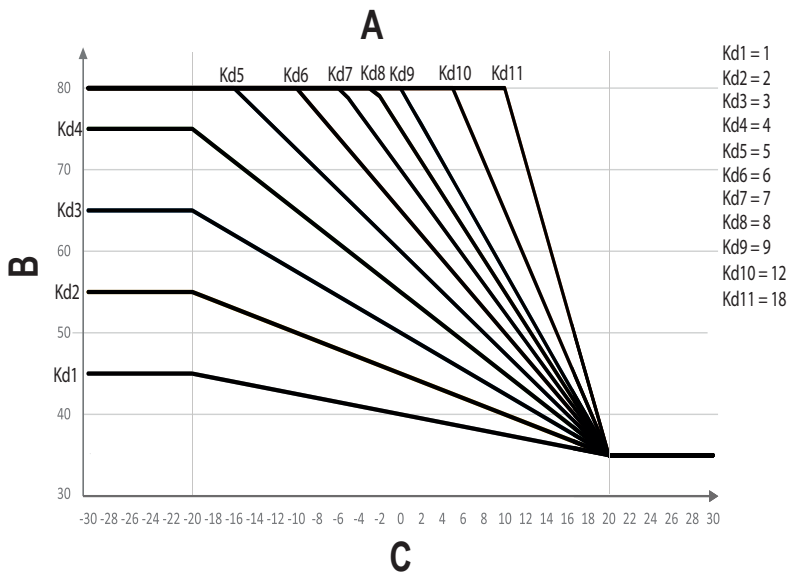 A
Kd5 Kd6 Kd7 Kd8 Kd9 Kd10 Kd11
Kd1 = 1
Kd2 = 2
Kd3 = 3
Kd4 = 4
Kd5 = 5
Kd6 = 6
Kd7 = 7
Kd8 = 8
Kd9 = 9
Kd10 = 12
Kd11 = 18
80
Kd4
70
Kd3
60
B
Kd2
50
Kd1
40
30
-30 -28 -26 -24 -22 -20 -18 -16 -14 -12 -10 -8 -6 -4 -2 0 2 4 6 8 10 12 14 16 18 20 22 24 26 28 30
C